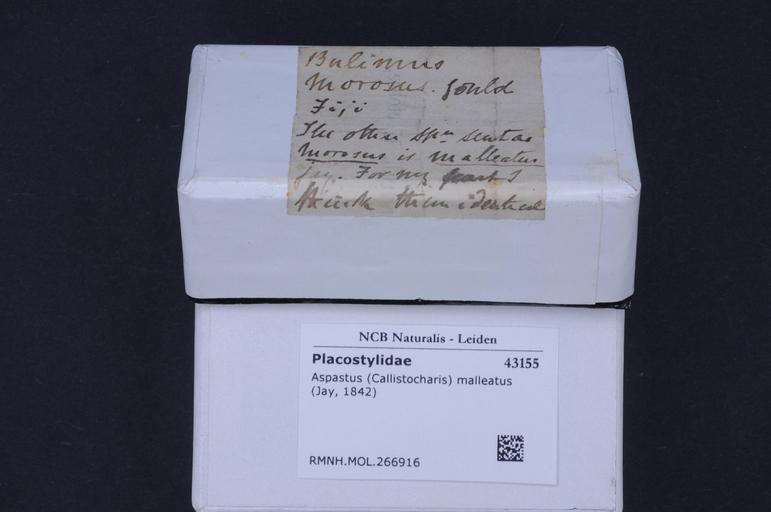 Bulimus
morosus. Gould
Fiji
The other spn sent as
morosus is malleatus
Jay. For my part I
think them identical
NCB Naturalis - Leiden
Placostylidae 43155
Aspastus (Callistocharis) malleatus
(Jay, 1842)
RMNH.MOL.266916